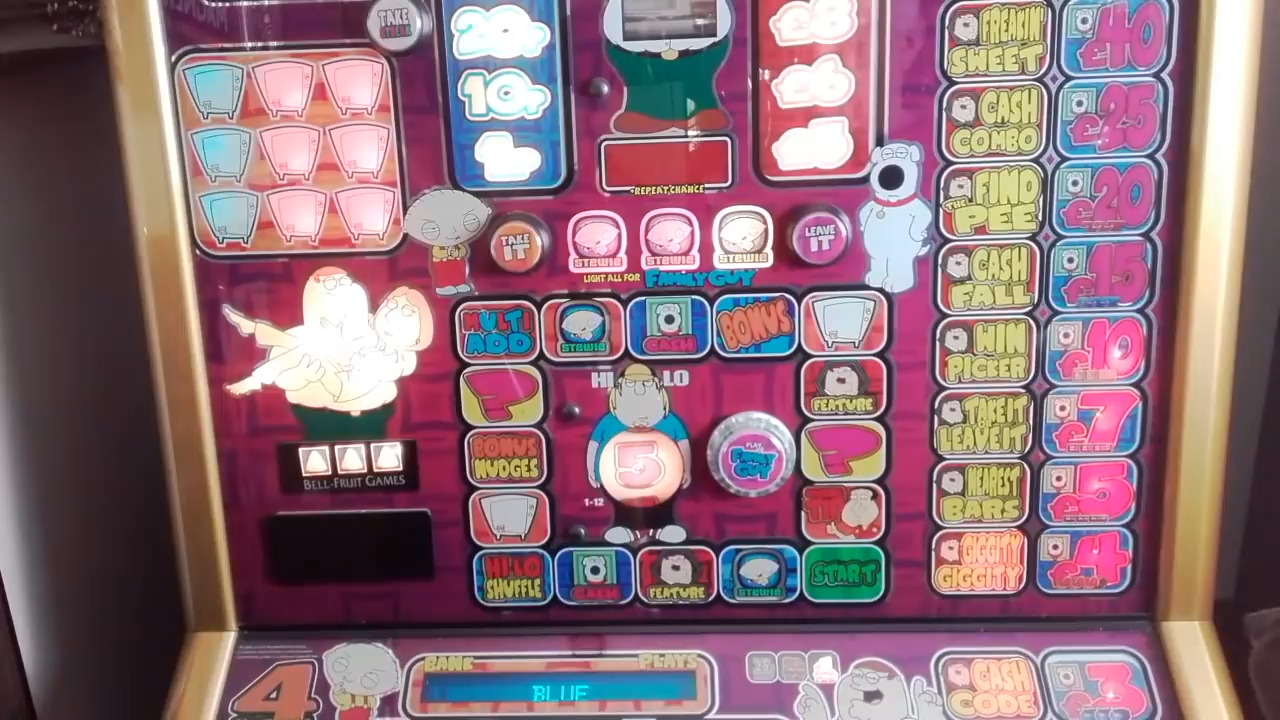 TAKE
THEM
20p
10p
£8
£6
£5
REPEAT CHANCE
TAKE
IT
STEWIE
STEWIE
STEWIE
LEAVE
IT
LIGHT ALL FOR FAMILY GUY
FREAKIN'
SWEET
£40
CASH
COMBO
£25
FIND
THE PEE
£20
CASH
FALL
£15
WIN
PICKER
£10
TAKE IT
OR
LEAVE IT
£7
NEAREST
BARS
£5
GIGGITY
GIGGITY
£4
MULTI
ADD
STEWIE
CASH
BONUS
?
FEATURE
HI LO
BONUS
NUDGES
5
PLAY
FAMILY
GUY
?
1-12
HI LO
SHUFFLE
CASH
FEATURE
STEWIE
START
BELL-FRUIT GAMES
4
BANK
PLAYS
BLUE
CASH
CODE
£3